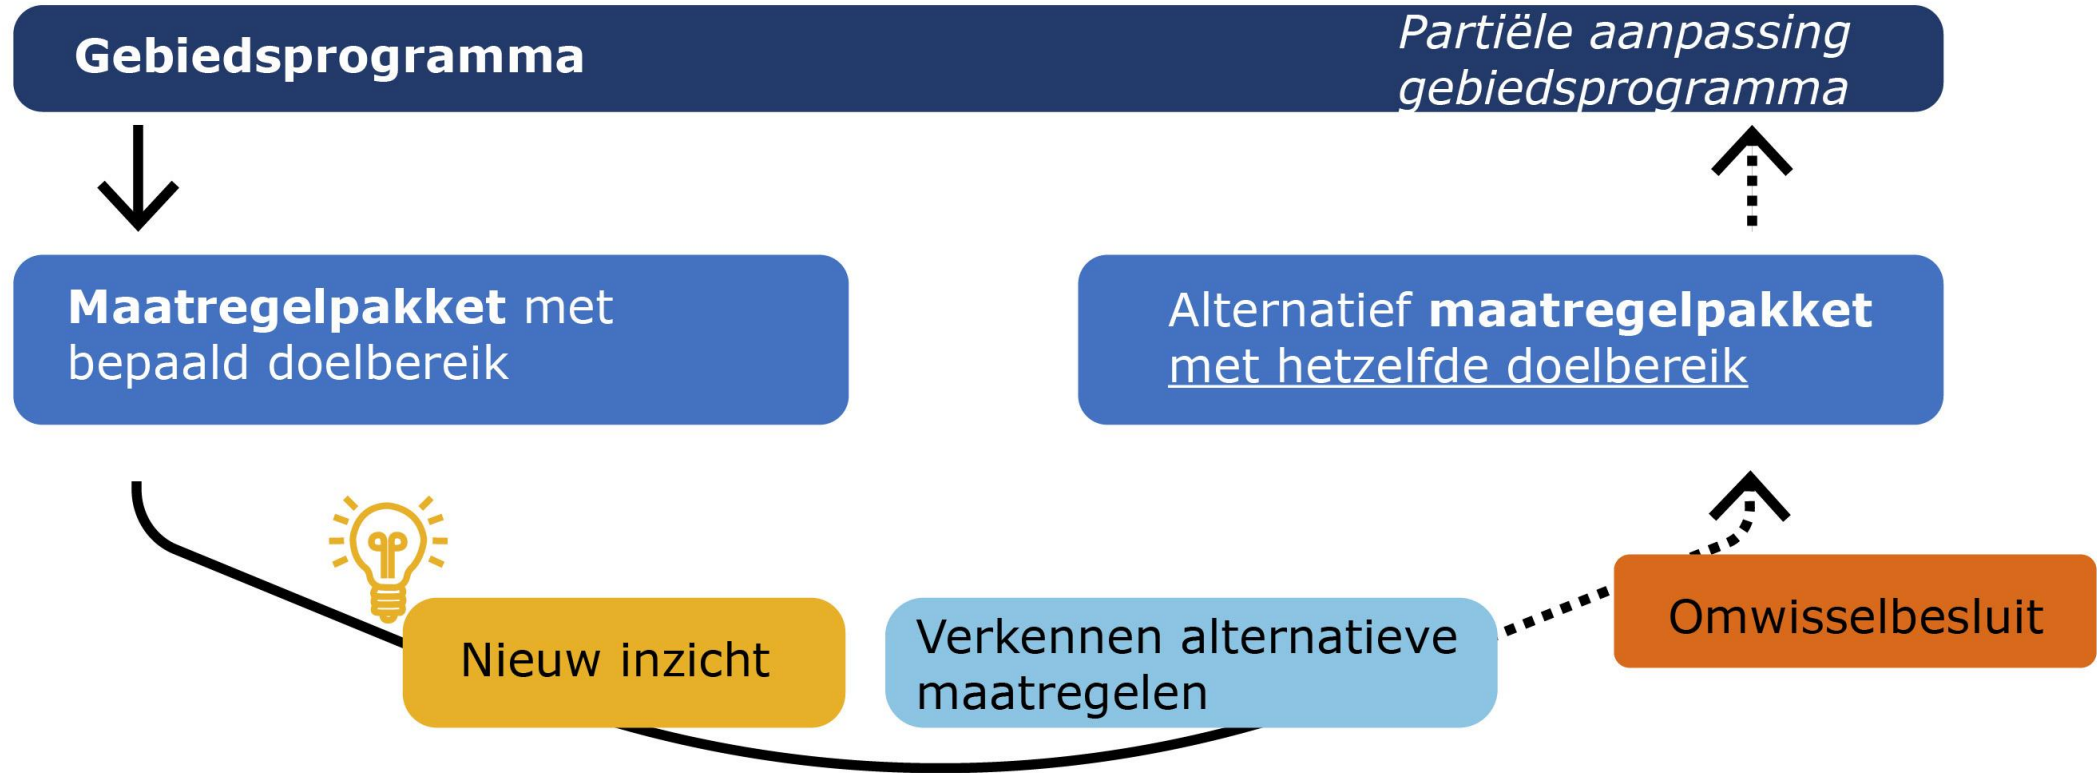 Gebiedsprogramma
Partiële aanpassing
gebiedsprogramma
Maatregelpakket met
bepaald doelbereik
Alternatief maatregelpakket
met hetzelfde doelbereik
Nieuw inzicht
Verkennen alternatieve
maatregelen
Omwisselbesluit